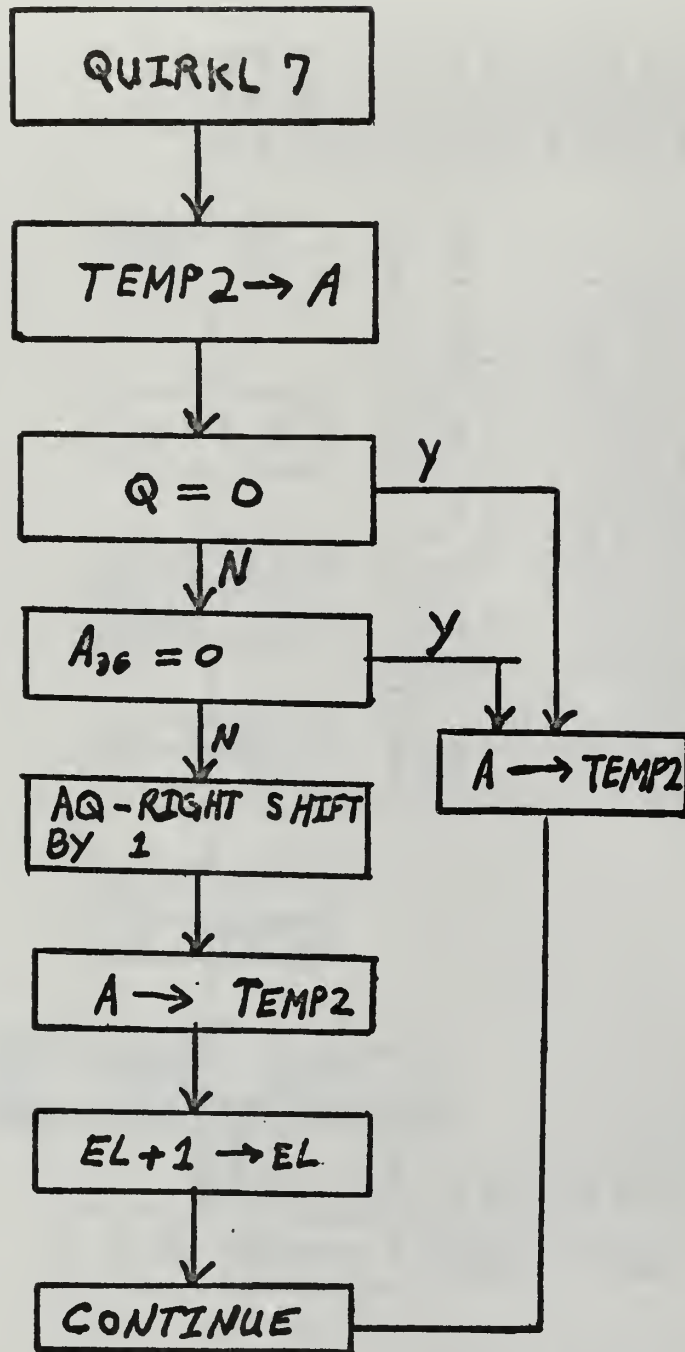 QUIRKL 7
TEMP2 → A
Q = 0
Y
N
A36 = 0
Y
N
A → TEMP2
AQ-RIGHT SHIFT
BY 1
A → TEMP2
EL + 1 → EL
CONTINUE